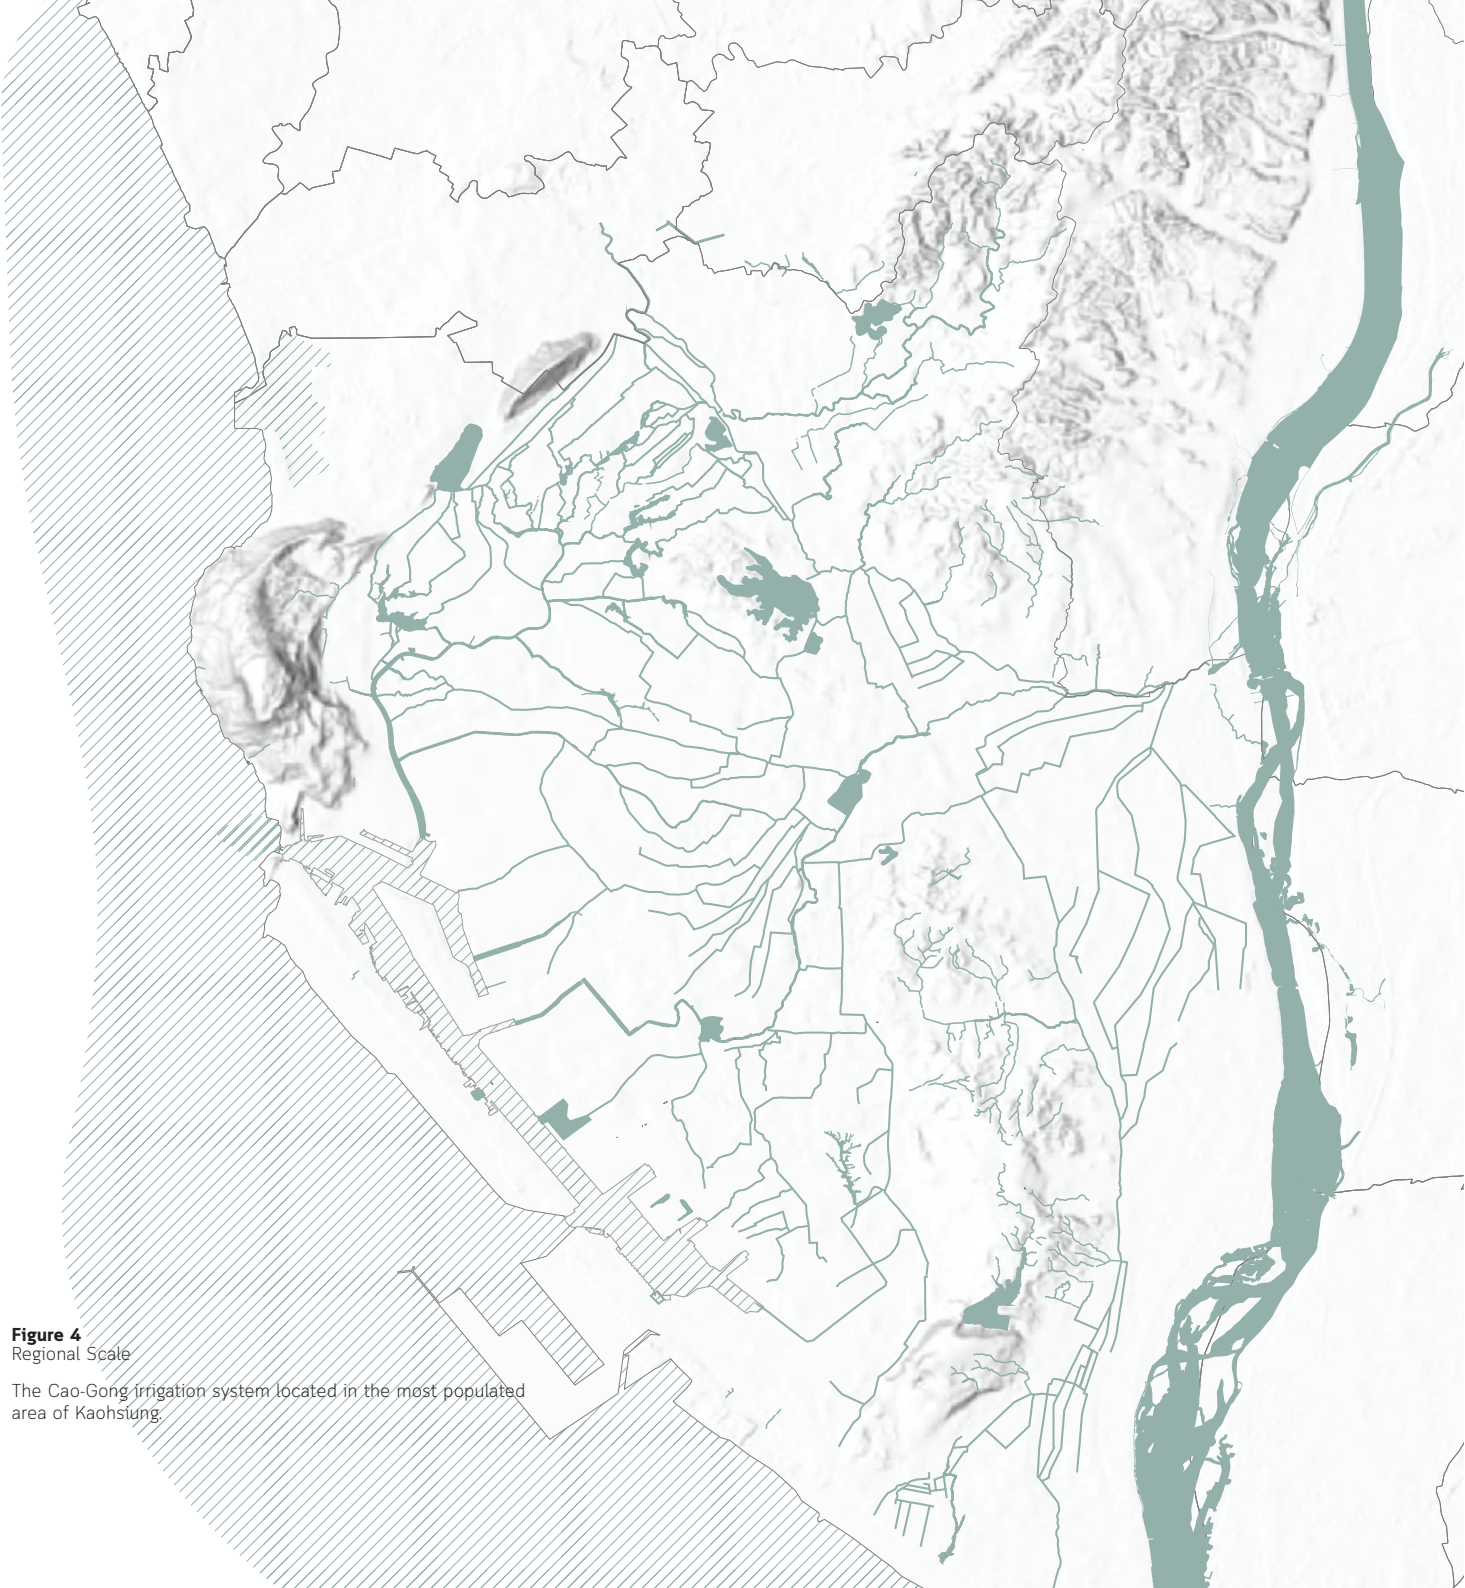 Figure 4
Regional Scale
The Cao-Gong irrigation system located in the most populated
area of Kaohsiung.